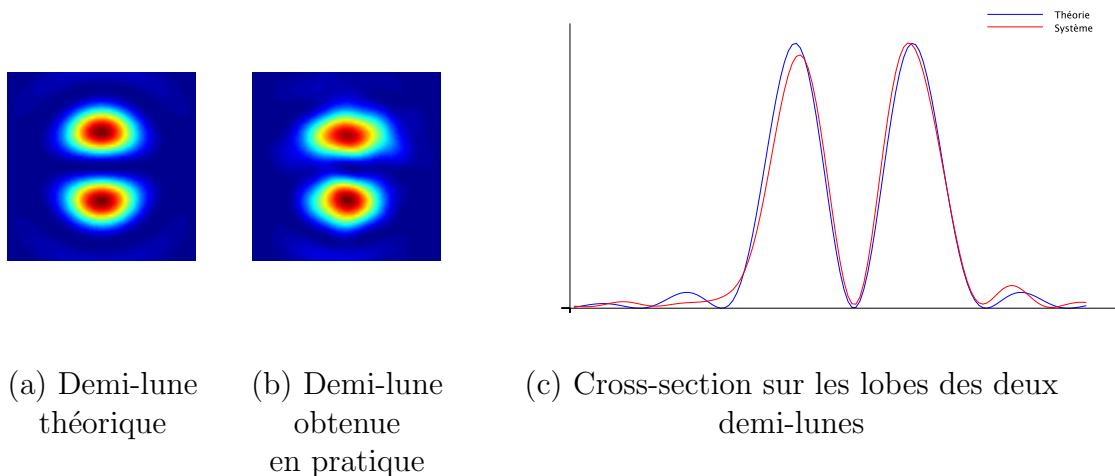 Théorie
Système
(a) Demi-lune
théorique
(b) Demi-lune
obtenue
en pratique
(c) Cross-section sur les lobes des deux
demi-lunes